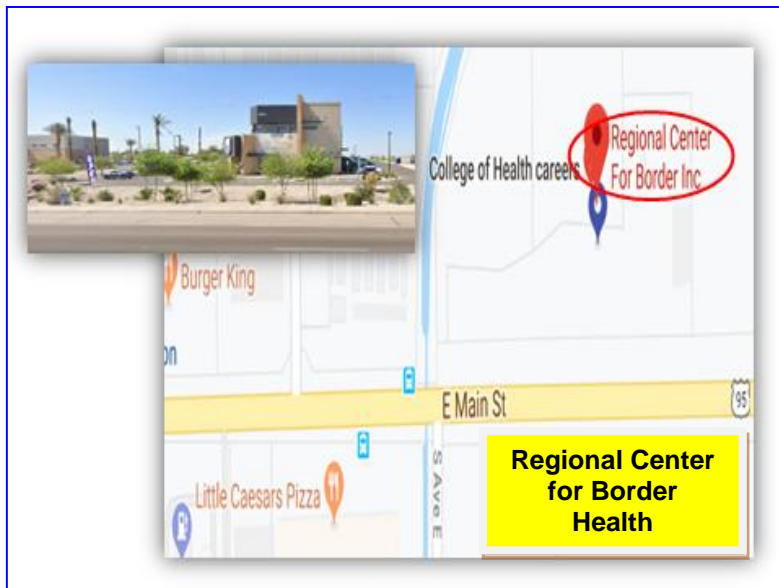 Regional Center
For Border Inc
College of Health careers
Burger King
on
E Main St
95
S Ave E
Little Caesars Pizza
Regional Center
for Border
Health